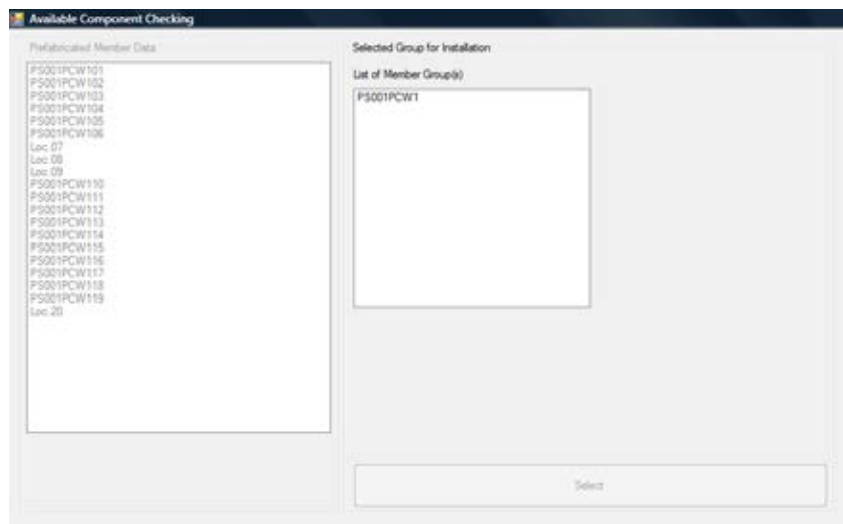 Available Component Checking
Prefabricated Member Data
PS001PCW101
PS001PCW102
PS001PCW103
PS001PCW104
PS001PCW105
PS001PCW106
Loc 07
Loc 08
Loc 09
PS001PCW110
PS001PCW111
PS001PCW112
PS001PCW113
PS001PCW114
PS001PCW115
PS001PCW116
PS001PCW117
PS001PCW118
PS001PCW119
Loc 20
Selected Group for Installation
List of Member Group(s)
PS001PCW1
Select